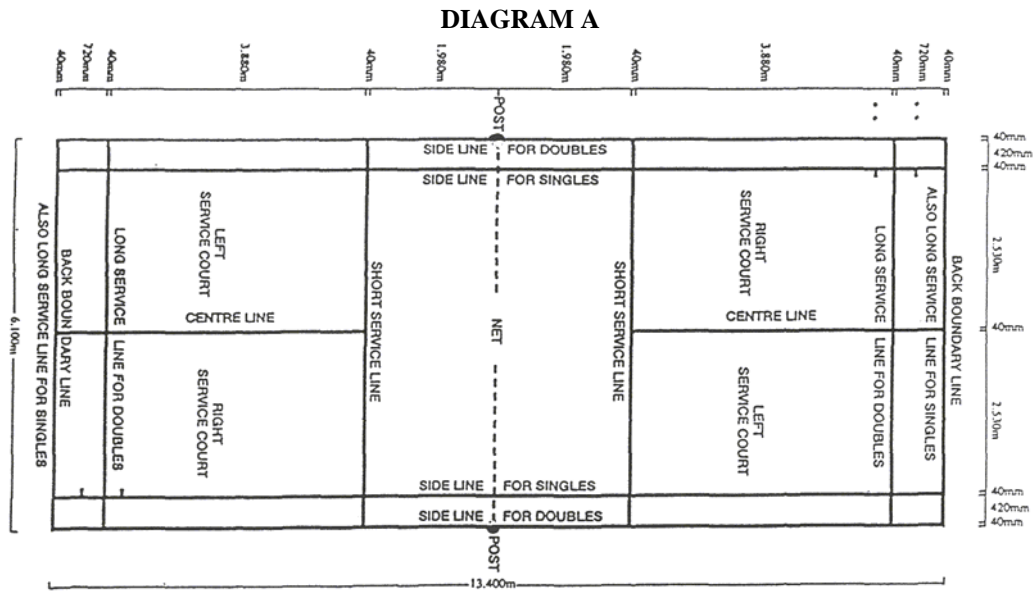 DIAGRAM A
40mm
720mm
40mm
3.880m
40mm
1.980m
1.980m
40mm
3.880m
40mm
720mm
40mm
POST
SIDE LINE FOR DOUBLES
SIDE LINE FOR SINGLES
40mm
420mm
40mm
2.530m
40mm
2.530m
40mm
420mm
40mm
6.100m
ALSO LONG SERVICE LINE FOR SINGLES
BACK BOUNDARY LINE
LONG SERVICE LINE FOR DOUBLES
LEFT
SERVICE COURT
CENTRE LINE
RIGHT
SERVICE COURT
SHORT SERVICE LINE
NET
SHORT SERVICE LINE
RIGHT
SERVICE COURT
CENTRE LINE
LEFT
SERVICE COURT
LONG SERVICE LINE FOR DOUBLES
ALSO LONG SERVICE LINE FOR SINGLES
BACK BOUNDARY LINE
SIDE LINE FOR SINGLES
SIDE LINE FOR DOUBLES
POST
13.400m